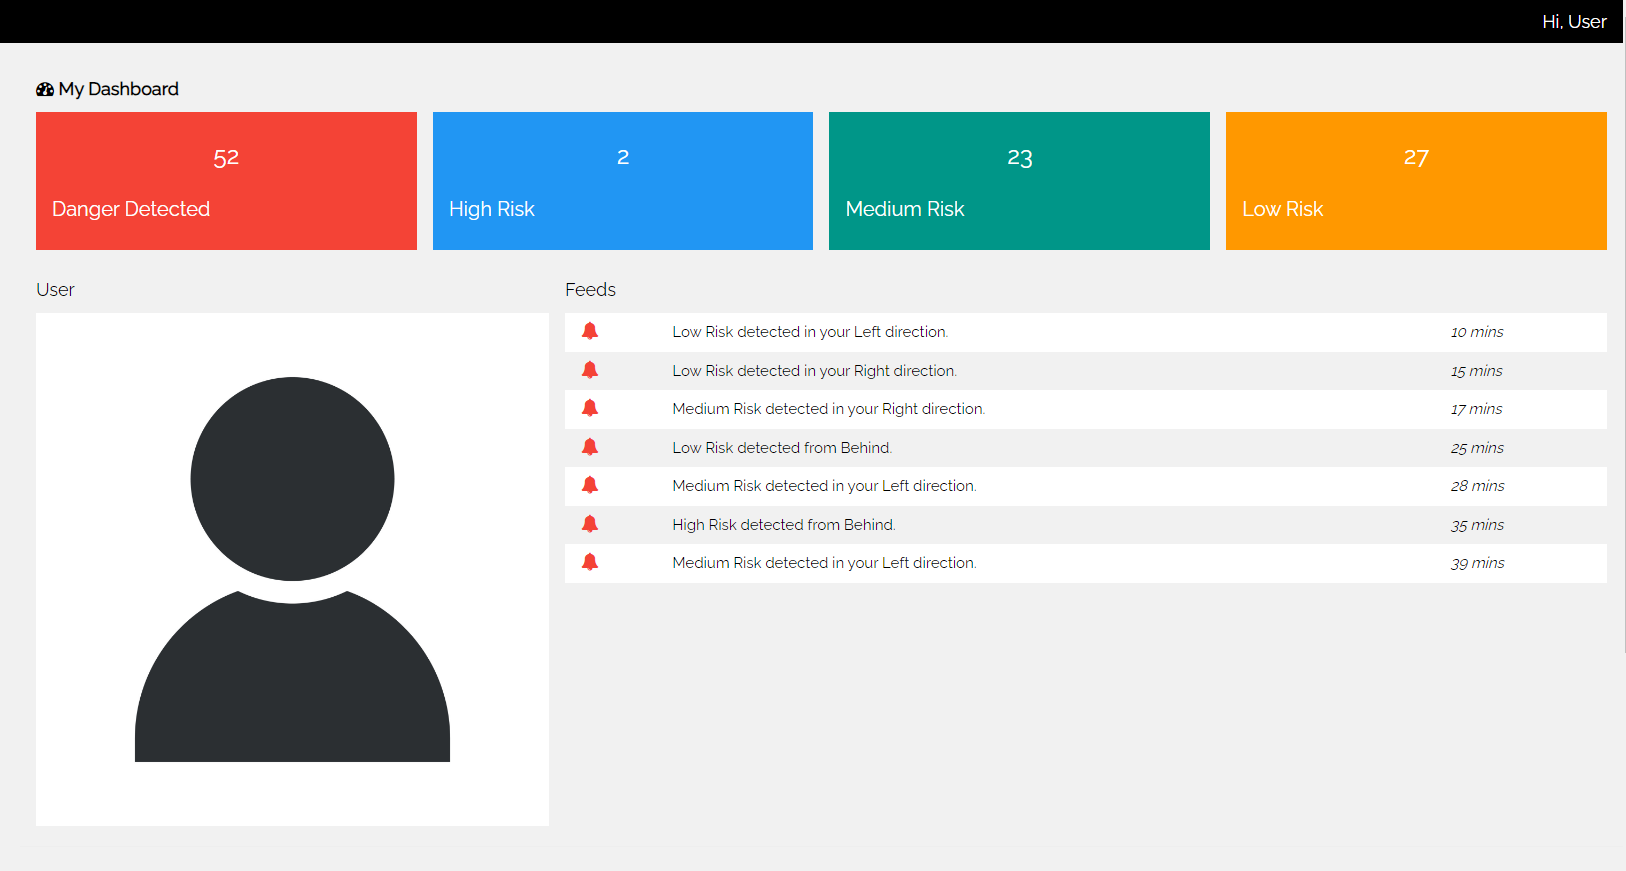 Hi, User
My Dashboard
52
Danger Detected
2
High Risk
23
Medium Risk
27
Low Risk
User
Feeds
Low Risk detected in your Left direction. 10 mins
Low Risk detected in your Right direction. 15 mins
Medium Risk detected in your Right direction. 17 mins
Low Risk detected from Behind. 25 mins
Medium Risk detected in your Left direction. 28 mins
High Risk detected from Behind. 35 mins
Medium Risk detected in your Left direction. 39 mins